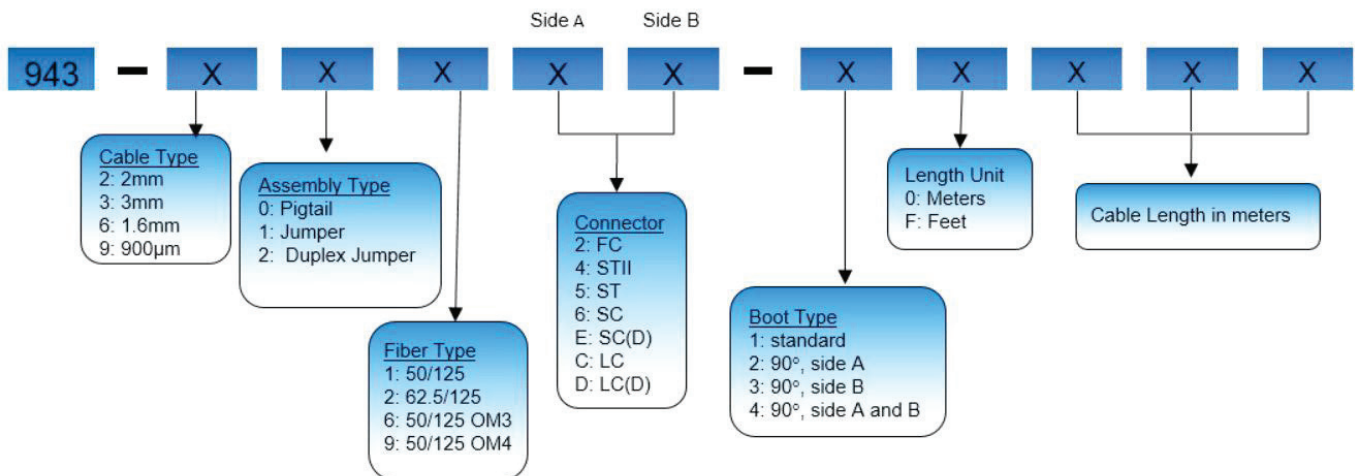 Side A Side B
943 - X X X X X - X X X X X
Cable Type
2: 2mm
3: 3mm
6: 1.6mm
9: 900µm
Assembly Type
0: Pigtail
1: Jumper
2: Duplex Jumper
Fiber Type
1: 50/125
2: 62.5/125
6: 50/125 OM3
9: 50/125 OM4
Connector
2: FC
4: STII
5: ST
6: SC
E: SC(D)
C: LC
D: LC(D)
Boot Type
1: standard
2: 90°, side A
3: 90°, side B
4: 90°, side A and B
Length Unit
0: Meters
F: Feet
Cable Length in meters